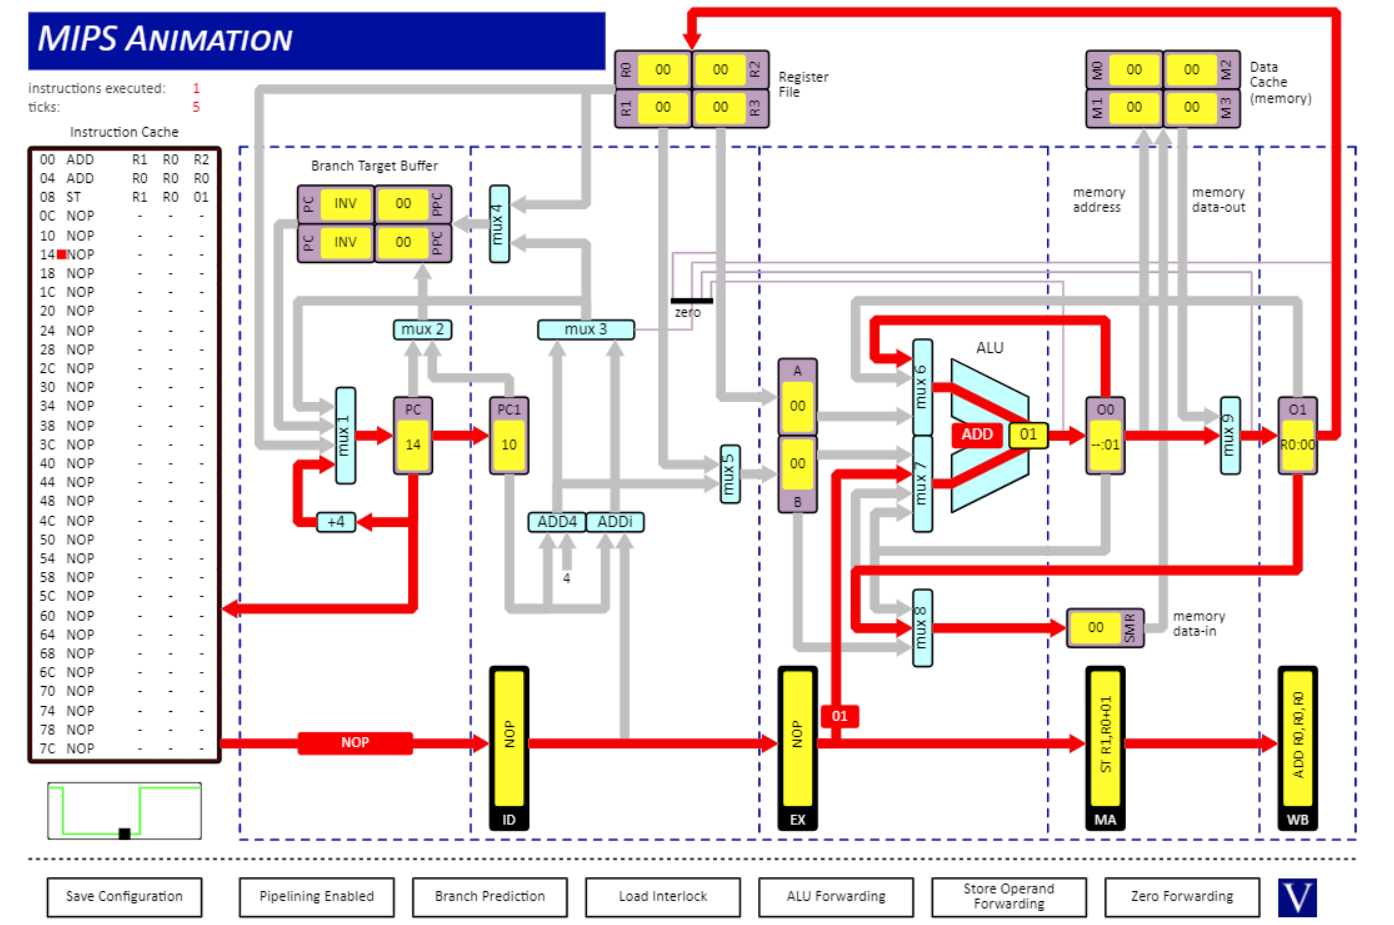 MIPS ANIMATION
instructions executed: 1
ticks: 5
Instruction Cache
00 ADD R1 R0 R2
04 ADD R0 R0 R0
08 ST R1 R0 01
0C NOP - - -
10 NOP - - -
14 NOP - - -
18 NOP - - -
1C NOP - - -
20 NOP - - -
24 NOP - - -
28 NOP - - -
2C NOP - - -
30 NOP - - -
34 NOP - - -
38 NOP - - -
3C NOP - - -
40 NOP - - -
44 NOP - - -
48 NOP - - -
4C NOP - - -
50 NOP - - -
54 NOP - - -
58 NOP - - -
5C NOP - - -
60 NOP - - -
64 NOP - - -
68 NOP - - -
6C NOP - - -
70 NOP - - -
74 NOP - - -
78 NOP - - -
7C NOP - - -
R0 00 00 R2
R1 00 00 R3
Register
File
M0 00 00 M2
M1 00 00 M3
Data
Cache
(memory)
Branch Target Buffer
PC INV 00 PPC
PC INV 00 PPC
mux 4
memory
address
memory
data-out
zero
mux 2
mux 3
mux 1
PC
14
PC1
10
+4
ADD4
ADDi
4
mux 5
A
00
00
B
mux 6
mux 7
ALU
ADD
01
O0
--:01
mux 9
O1
R0:00
mux 8
00
SMR
memory
data-in
NOP
NOP
ID
NOP
EX
01
ST R1,R0+01
MA
ADD R0,R0,R0
WB
Save Configuration
Pipelining Enabled
Branch Prediction
Load Interlock
ALU Forwarding
Store Operand
Forwarding
Zero Forwarding
V